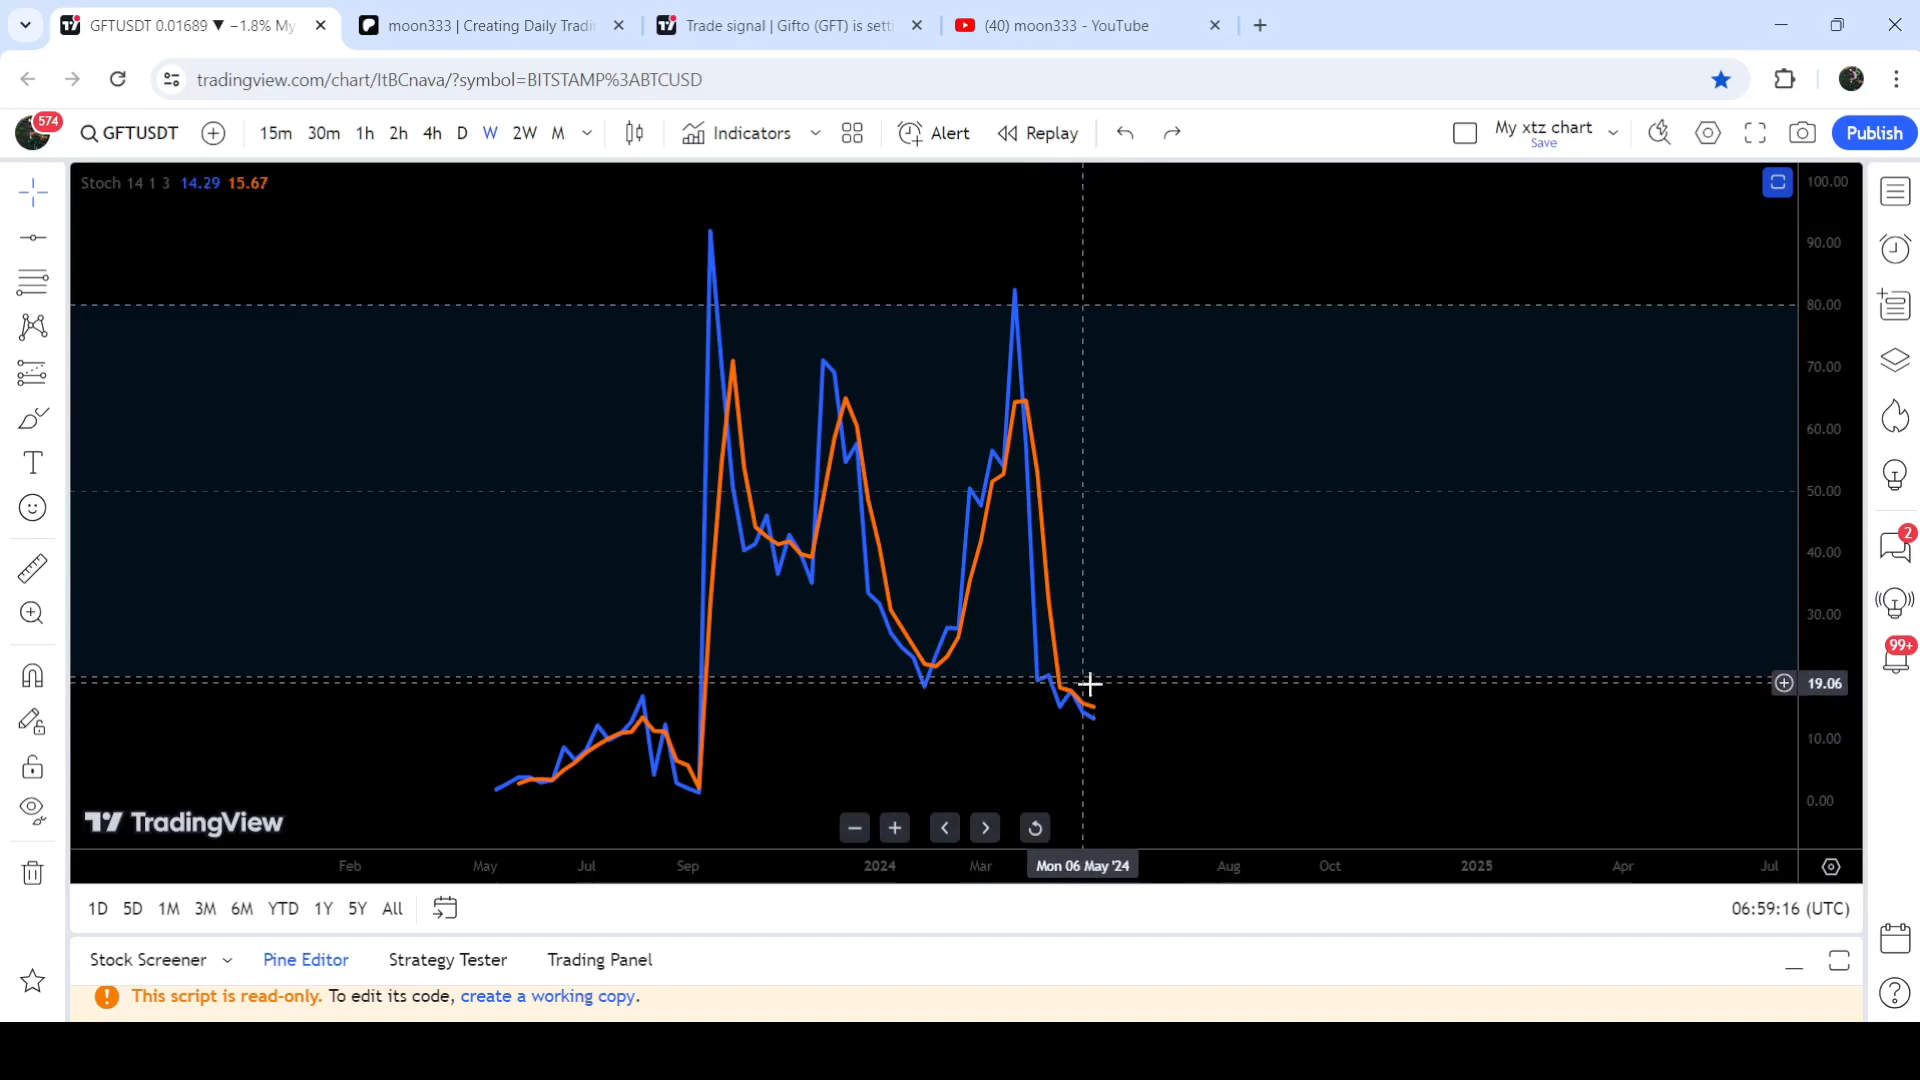 GFTUSDT 0.01689 ▼ −1.8% My
moon333 | Creating Daily Tradin
Trade signal | Gifto (GFT) is setti
(40) moon333 - YouTube
tradingview.com/chart/ItBCnava/?symbol=BITSTAMP%3ABTCUSD
574
GFTUSDT
15m 30m 1h 2h 4h D W 2W M
Indicators
Alert
Replay
My xtz chart
Save
Publish
Stoch 14 1 3 14.29 15.67
100.00
90.00
80.00
70.00
60.00
50.00
40.00
30.00
19.06
10.00
0.00
2
99+
TradingView
Feb May Jul Sep 2024 Mar Mon 06 May '24 Aug Oct 2025 Apr Jul
1D 5D 1M 3M 6M YTD 1Y 5Y All
06:59:16 (UTC)
Stock Screener Pine Editor Strategy Tester Trading Panel
This script is read-only. To edit its code, create a working copy.